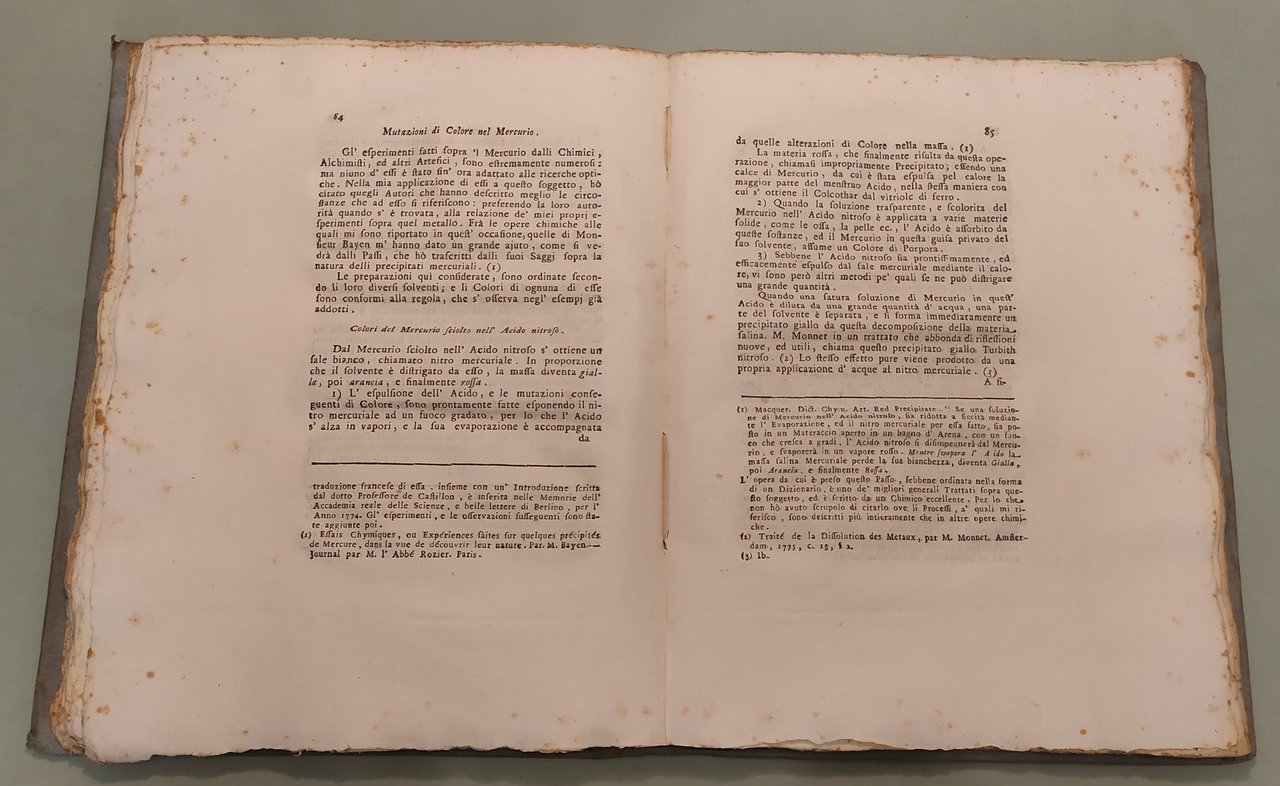 84
Mutazioni di Colore nel Mercurio.
Gl' eſperimenti fatti ſopra 'l Mercurio dalli Chimici,
Alchimiſti, ed altri Artefici, ſono eſtremamente numeroſi:
ma niuno d' eſſi è ſtato ſin' ora adattato alle ricerche opti-
che. Nella mia applicazione di eſſi a queſto ſoggetto, hò
citato quegli Autori che hanno deſcritto meglio le circo-
ſtanze che ad eſſo ſi riferiſcono: preferendo la loro auto-
rità quando s' è trovata, alla relazione de' miei propri e-
ſperimenti ſopra quel metallo. Frà le opere chimiche alle
quali mi ſono riportato in queſt' occaſione, quelle di Mon-
ſieur Bayen m' hanno dato un grande ajuto, come ſi ve-
drà dalli Paſſi, che hò traſcritti dalli ſuoi Saggi ſopra la
natura delli precipitati mercuriali. (1)
Le preparazioni quì conſiderate, ſono ordinate ſecon-
do li loro diverſi ſolventi; e li Colori di ognuna di eſſe
ſono conformi alla regola, che s' oſſerva negl' eſempj già
addotti.
Colori del Mercurio ſciolto nell' Acido nitroſo.
Dal Mercurio ſciolto nell' Acido nitroſo s' ottiene un
ſale bianco, chiamato nitro mercuriale. In proporzione
che il ſolvente è diſtrigato da eſſo, la maſſa diventa gial-
la, poi arancia, e finalmente roſſa.
1) L' eſpulſione dell' Acido, e le mutazioni conſe-
guenti di Colore, ſono prontamente fatte eſponendo il ni-
tro mercuriale ad un fuoco gradato, per lo che l' Acido
s' alza in vapori, e la ſua evaporazione è accompagnata
da
traduzione franceſe di eſſa, inſieme con un' Introduzione ſcritta
dal dotto Profeſſore de Caſtillon, è inſerita nelle Memorie dell'
Accademia reale delle Scienze, e belle lettere di Berlino, per l'
Anno 1774. Gl' eſperimenti, e le oſſervazioni ſuſſeguenti ſono ſta-
te aggiunte poi.
(1) Eſſais Chymiques, ou Expériences faites ſur quelques précipités
de Mercure, dans la vue de découvrir leur nature. Par. M. Bayen.—
Journal par M. l' Abbé Rozier. Paris.
85
da quelle alterazioni di Colore nella maſſa. (1)
La materia roſſa, che finalmente riſulta da queſta ope-
razione, chiamaſi impropriamente Precipitato; eſſendo una
calce di Mercurio, da cui è ſtata eſpulſa pel calore la
maggior parte del menſtruo Acido, nella ſteſſa maniera con
cui s' ottiene il Colcothar dal vitriolo di ferro.
2) Quando la ſoluzione traſparente, e ſcolorita del
Mercurio nell' Acido nitroſo è applicata a varie materie
ſolide, come le oſſa, la pelle ec., l' Acido è aſſorbito da
queſte ſoſtanze, ed il Mercurio in queſta guiſa privato del
ſuo ſolvente, aſſume un Colore di Porpora.
3) Sebbene l' Acido nitroſo ſia prontiſſimamente, ed
efficacemente eſpulſo dal ſale mercuriale mediante il calo-
re, vi ſono però altri metodi pe' quali ſe ne può diſtrigare
una grande quantità.
Quando una ſatura ſoluzione di Mercurio in queſt'
Acido è diluta da una grande quantità d' acqua, una par-
te del ſolvente è ſeparata, e ſi forma immediatamente un
precipitato giallo da queſta decompoſizione della materia
ſalina. M. Monnet in un trattato che abbonda di rifleſſioni
nuove, ed utili, chiama queſto precipitato giallo Turbith
nitroſo. (2) Lo ſteſſo effetto pure viene prodotto da una
propria applicazione d' acque al nitro mercuriale. (3)
A ſi-
(1) Macquer. Dict. Chym. Art. Red Precipitate. " Se una ſoluzio-
ne di Mercurio nell' Acido nitroſo, ſia ridotta a ſiccità median-
te l' Evaporazione, ed il nitro mercuriale per eſſa fatto, ſia po-
ſto in un Materaccio aperto in un bagno d' Arena, con un fuo-
co che creſca a gradi, l' Acido nitroſo ſi diſimpegnerà dal Mercu-
rio, e ſvaporerà in un vapore roſſo. Mentre ſvapora l' Acido la
maſſa ſalina Mercuriale perde la ſua bianchezza, diventa Gialla,
poi Arancia, e finalmente Roſſa.
L' opera da cui è preſo queſto Paſſo, ſebbene ordinata nella forma
di un Dizionario, è uno de' migliori generali Trattati ſopra que-
ſto ſoggetto, ed è ſcritto da un Chimico eccellente. Per lo che
non hò avuto ſcrupolo di citarlo ove li Proceſſi, a' quali mi ri-
feriſco, ſono deſcritti più intieramente che in altre opere chimi-
che.
(2) Traité de la Diſſolution des Metaux, par M. Monnet. Amſter-
dam, 1775, c. 13, § 2.
(3) Ib.